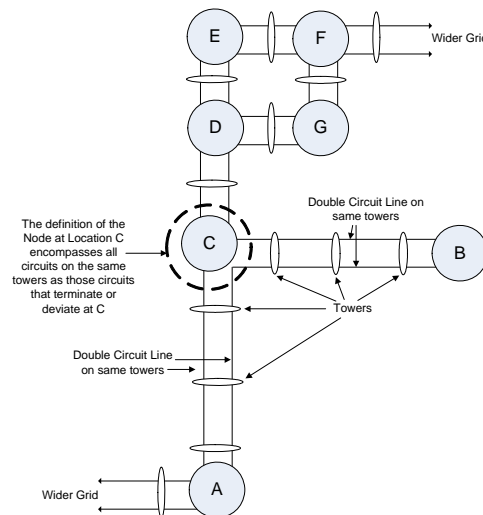 E
F
Wider Grid
D
G
Double Circuit Line on
same towers
The definition of the
Node at Location C
encompasses all
circuits on the same
towers as those circuits
that terminate or
deviate at C
C
B
Towers
Double Circuit Line
on same towers
Wider Grid
A